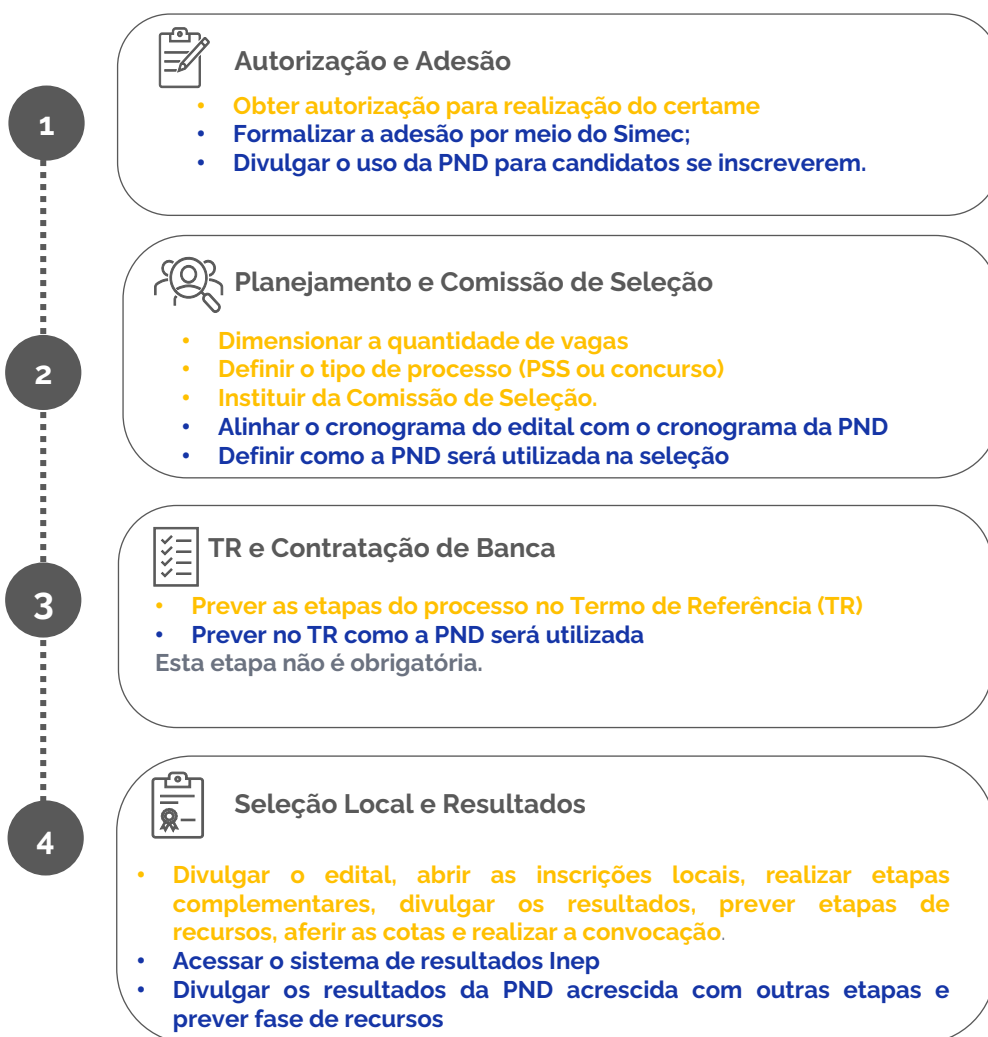 1
Autorização e Adesão
• Obter autorização para realização do certame
• Formalizar a adesão por meio do Simec;
• Divulgar o uso da PND para candidatos se inscreverem.
2
Planejamento e Comissão de Seleção
• Dimensionar a quantidade de vagas
• Definir o tipo de processo (PSS ou concurso)
• Instituir da Comissão de Seleção.
• Alinhar o cronograma do edital com o cronograma da PND
• Definir como a PND será utilizada na seleção
3
TR e Contratação de Banca
• Prever as etapas do processo no Termo de Referência (TR)
• Prever no TR como a PND será utilizada
Esta etapa não é obrigatória.
4
Seleção Local e Resultados
• Divulgar o edital, abrir as inscrições locais, realizar etapas
complementares, divulgar os resultados, prever etapas de
recursos, aferir as cotas e realizar a convocação.
• Acessar o sistema de resultados Inep
• Divulgar os resultados da PND acrescida com outras etapas e
prever fase de recursos